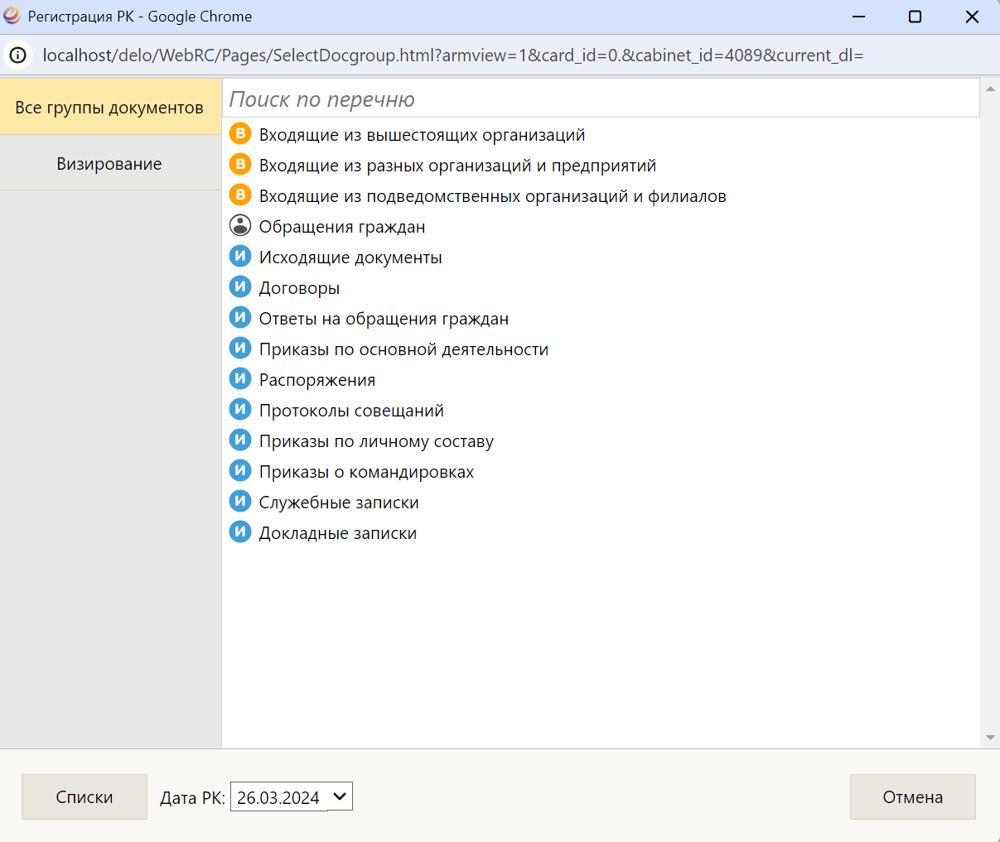 Регистрация РК - Google Chrome
localhost/delo/WebRC/Pages/SelectDocgroup.html?armview=1&card_id=0.&cabinet_id=4089&current_dl=
Все группы документов
Визирование
Поиск по перечню
В Входящие из вышестоящих организаций
В Входящие из разных организаций и предприятий
В Входящие из подведомственных организаций и филиалов
Обращения граждан
И Исходящие документы
И Договоры
И Ответы на обращения граждан
И Приказы по основной деятельности
И Распоряжения
И Протоколы совещаний
И Приказы по личному составу
И Приказы о командировках
И Служебные записки
И Докладные записки
Списки
Дата РК: 26.03.2024
Отмена